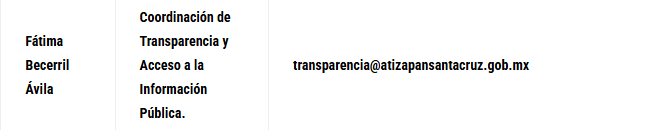 Fátima
Becerril
Ávila
Coordinación de
Transparencia y
Acceso a la
Información
Pública.
transparencia@atizapansantacruz.gob.mx